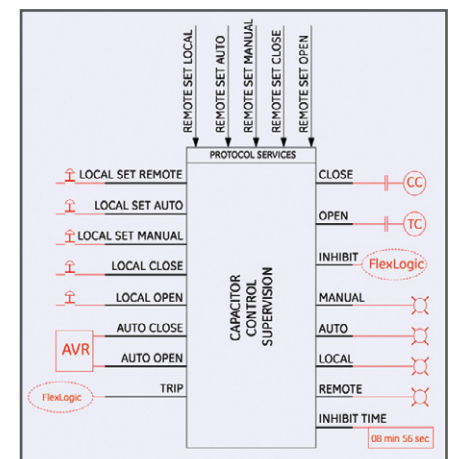 REMOTE SET LOCAL
REMOTE SET AUTO
REMOTE SET MANUAL
REMOTE SET CLOSE
REMOTE SET OPEN
PROTOCOL SERVICES
LOCAL SET REMOTE
LOCAL SET AUTO
LOCAL SET MANUAL
LOCAL CLOSE
LOCAL OPEN
AUTO CLOSE
AVR
AUTO OPEN
TRIP
FlexLogic
CAPACITOR
CONTROL
SUPERVISION
CLOSE
CC
OPEN
TC
INHIBIT
FlexLogic
MANUAL
AUTO
LOCAL
REMOTE
INHIBIT TIME
08 min 56 sec